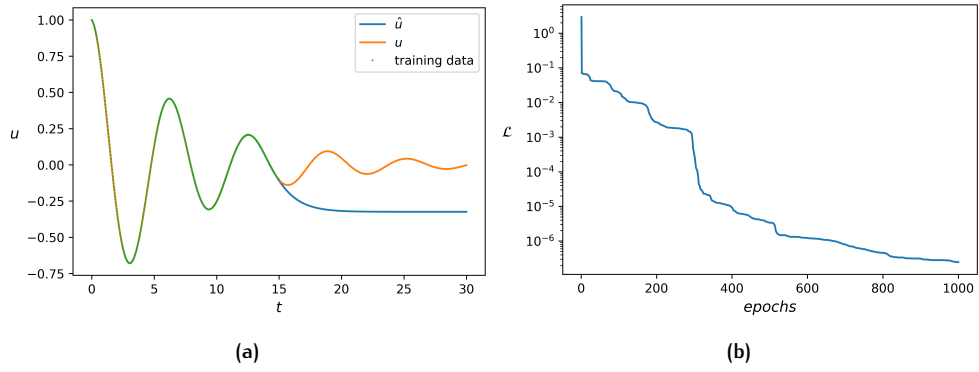 1.00
0.75
0.50
0.25
0.00
−0.25
−0.50
−0.75
u
0 5 10 15 20 25 30
t
û
u
training data
(a)
10⁰
10⁻¹
10⁻²
10⁻³
10⁻⁴
10⁻⁵
10⁻⁶
ℒ
0 200 400 600 800 1000
epochs
(b)